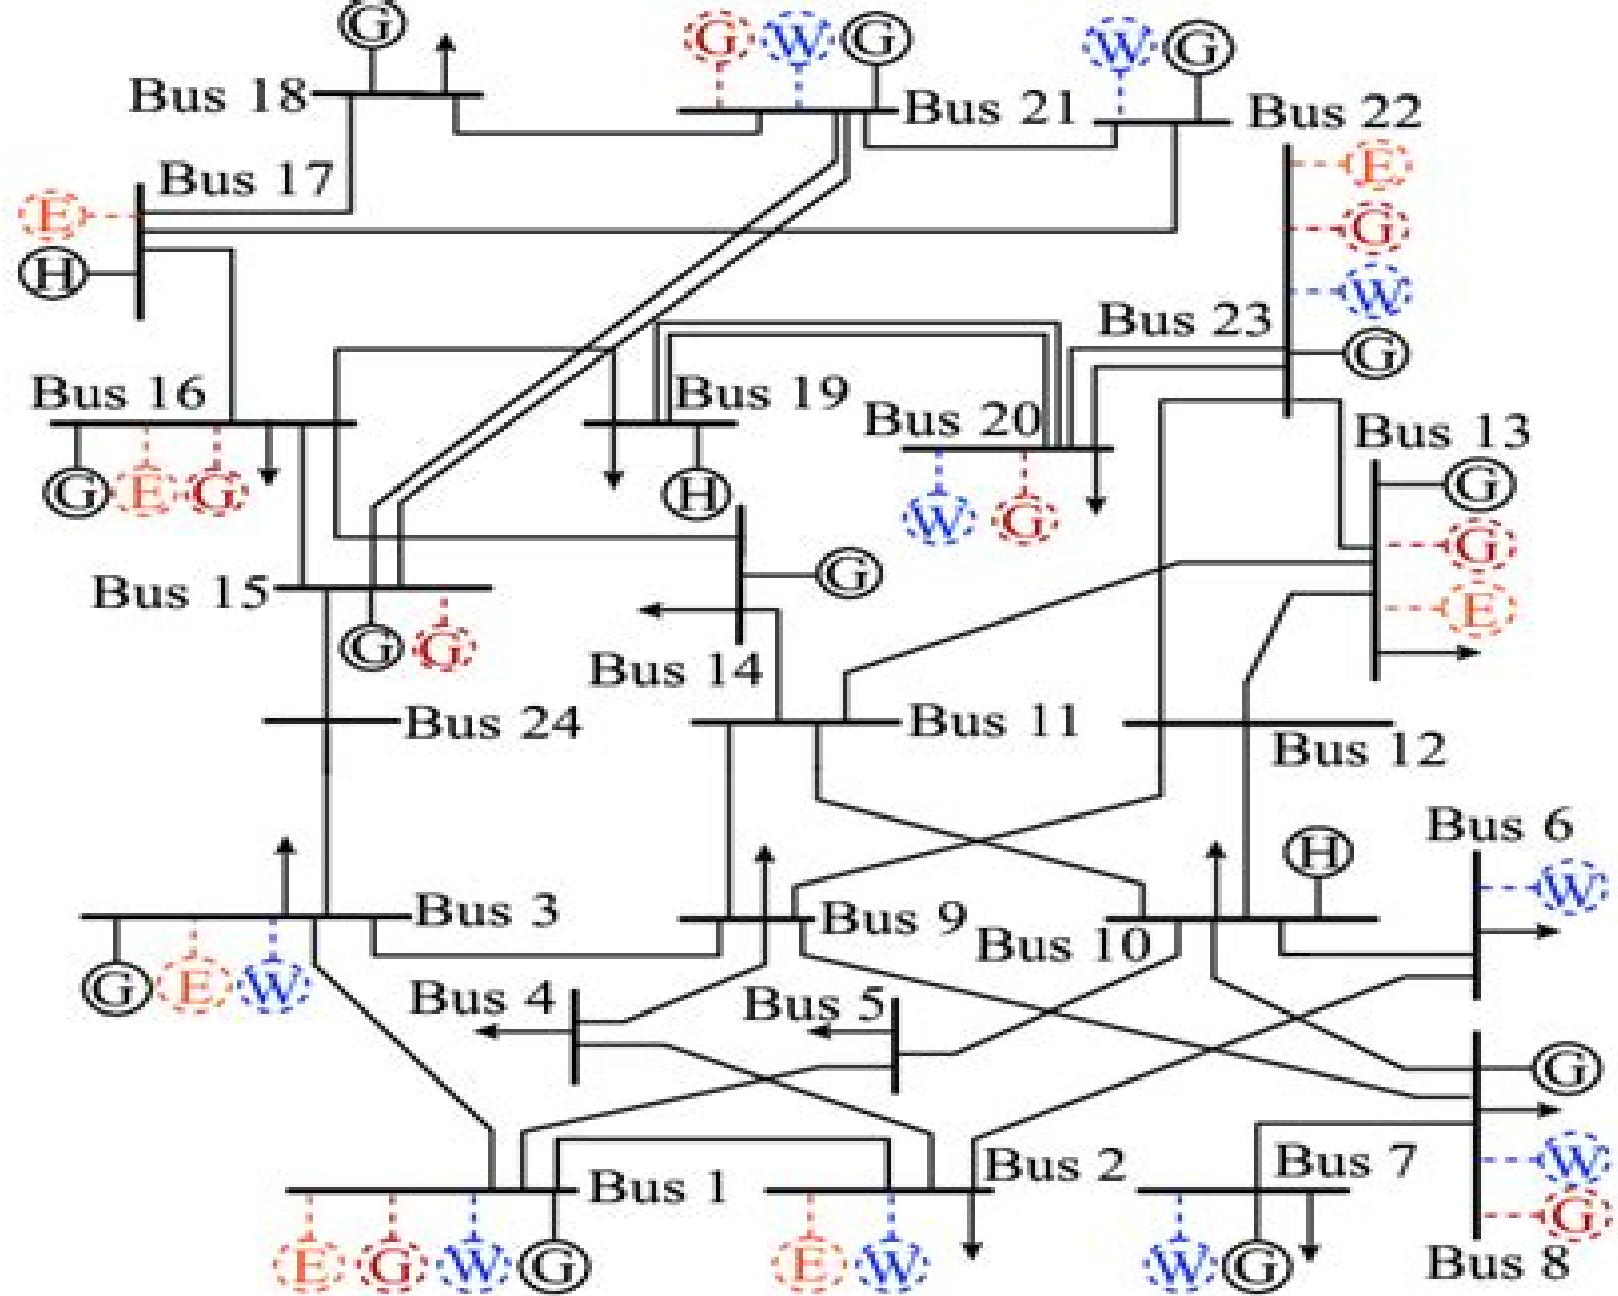 G
G W G W G
Bus 18 Bus 21 Bus 22
Bus 17
E
E
G
H
W
Bus 23
G
Bus 16 Bus 19 Bus 20 Bus 13
G E G H W G G
G
Bus 15 G E
G G Bus 14
Bus 24 Bus 11 Bus 12
H Bus 6
W
Bus 3 Bus 9 Bus 10
G E W Bus 4 Bus 5
G
Bus 1 Bus 2 Bus 7 W
G
E G W G E W W G Bus 8